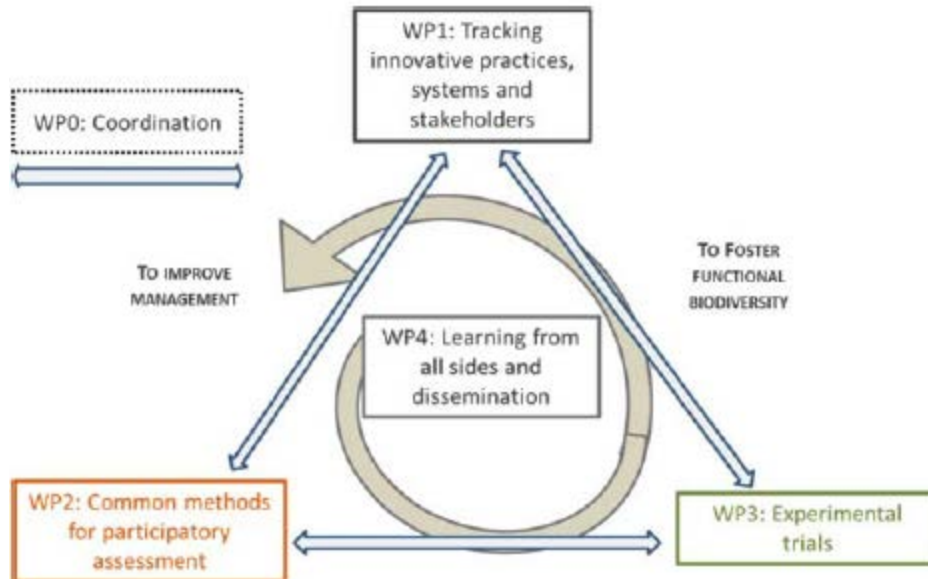 WP1: Tracking
innovative practices,
systems and
stakeholders
WP0: Coordination
TO IMPROVE
MANAGEMENT
TO FOSTER
FUNCTIONAL
BIODIVERSITY
WP4: Learning from
all sides and
dissemination
WP2: Common methods
for participatory
assessment
WP3: Experimental
trials